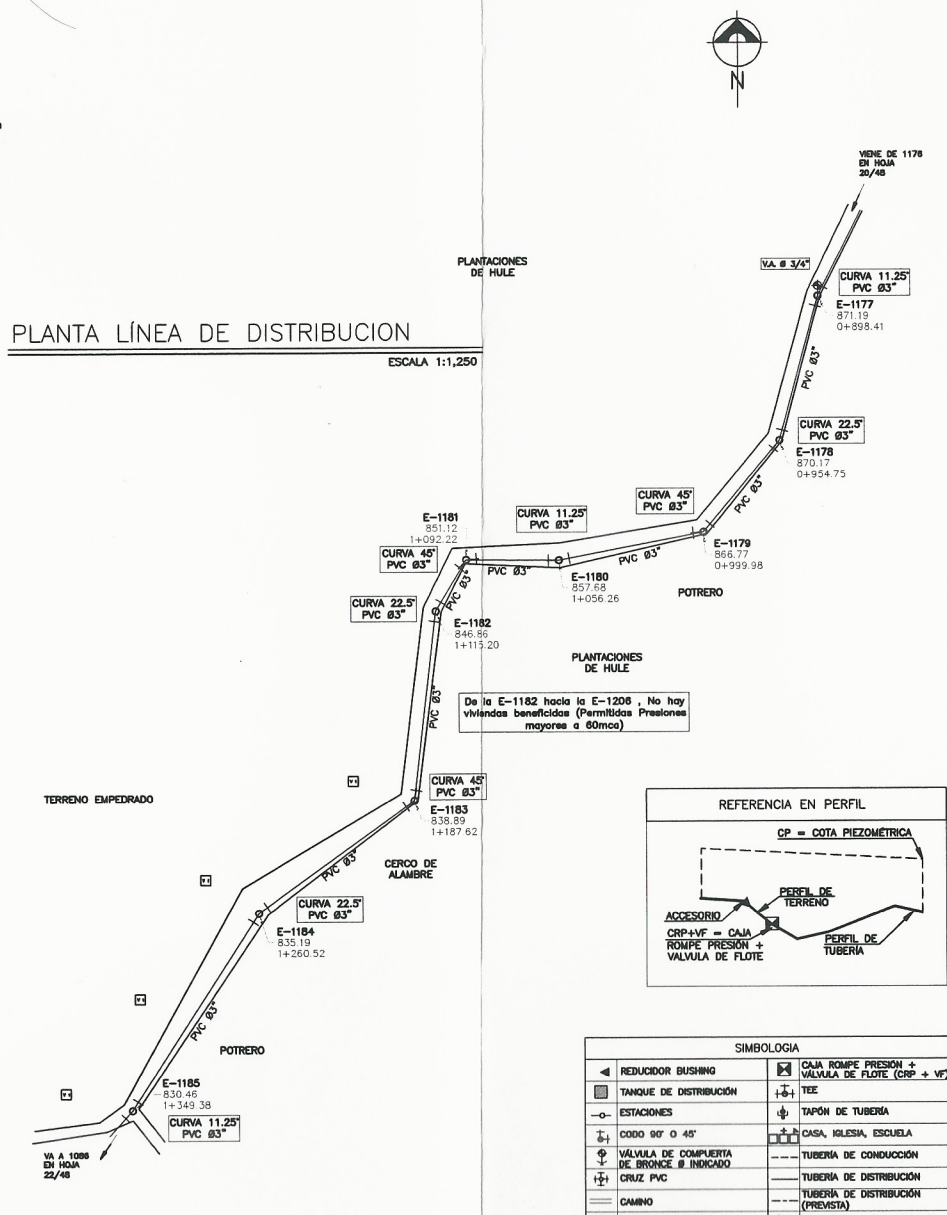 N
VIENE DE 1176
EN HOJA
20/48
PLANTACIONES
DE HULE
V.A. Ø 3/4"
CURVA 11.25°
PVC Ø3"
E-1177
871.19
0+898.41
PLANTA LÍNEA DE DISTRIBUCION
ESCALA 1:1,250
PVC Ø3"
CURVA 22.5°
PVC Ø3"
E-1178
870.17
0+954.75
PVC Ø3"
CURVA 45°
PVC Ø3"
E-1179
866.77
0+999.98
CURVA 11.25°
PVC Ø3"
E-1181
851.12
1+092.22
CURVA 45°
PVC Ø3"
PVC Ø3"
PVC Ø3"
E-1180
857.68
1+056.26
POTRERO
PVC Ø3"
CURVA 22.5°
PVC Ø3"
E-1182
846.86
1+115.20
PLANTACIONES
DE HULE
PVC Ø3"
De la E-1182 hacia la E-1206 , No hay
viviendas beneficidas (Permitidas Presiones
mayores a 60mca)
TERRENO EMPEDRADO
CURVA 45°
PVC Ø3"
E-1183
838.89
1+187.62
CERCO DE
ALAMBRE
PVC Ø3"
CURVA 22.5°
PVC Ø3"
E-1184
835.19
1+260.52
PVC Ø3"
POTRERO
E-1185
830.46
1+349.38
CURVA 11.25°
PVC Ø3"
VA A 1086
EN HOJA
22/48
REFERENCIA EN PERFIL
CP = COTA PIEZOMÉTRICA
PERFIL DE
TERRENO
ACCESORIO
CRP+VF = CAJA
ROMPE PRESIÓN +
VALVULA DE FLOTE
PERFIL DE
TUBERÍA
SIMBOLOGIA
REDUCIDOR BUSHING
CAJA ROMPE PRESIÓN +
VÁLVULA DE FLOTE (CRP + VF)
TANQUE DE DISTRIBUCIÓN
TEE
ESTACIONES
TAPÓN DE TUBERÍA
CODO 90° O 45°
CASA, IGLESIA, ESCUELA
VÁLVULA DE COMPUERTA
DE BRONCE Ø INDICADO
TUBERÍA DE CONDUCCIÓN
CRUZ PVC
TUBERÍA DE DISTRIBUCIÓN
CAMINO
TUBERÍA DE DISTRIBUCIÓN
(PREVISTA)